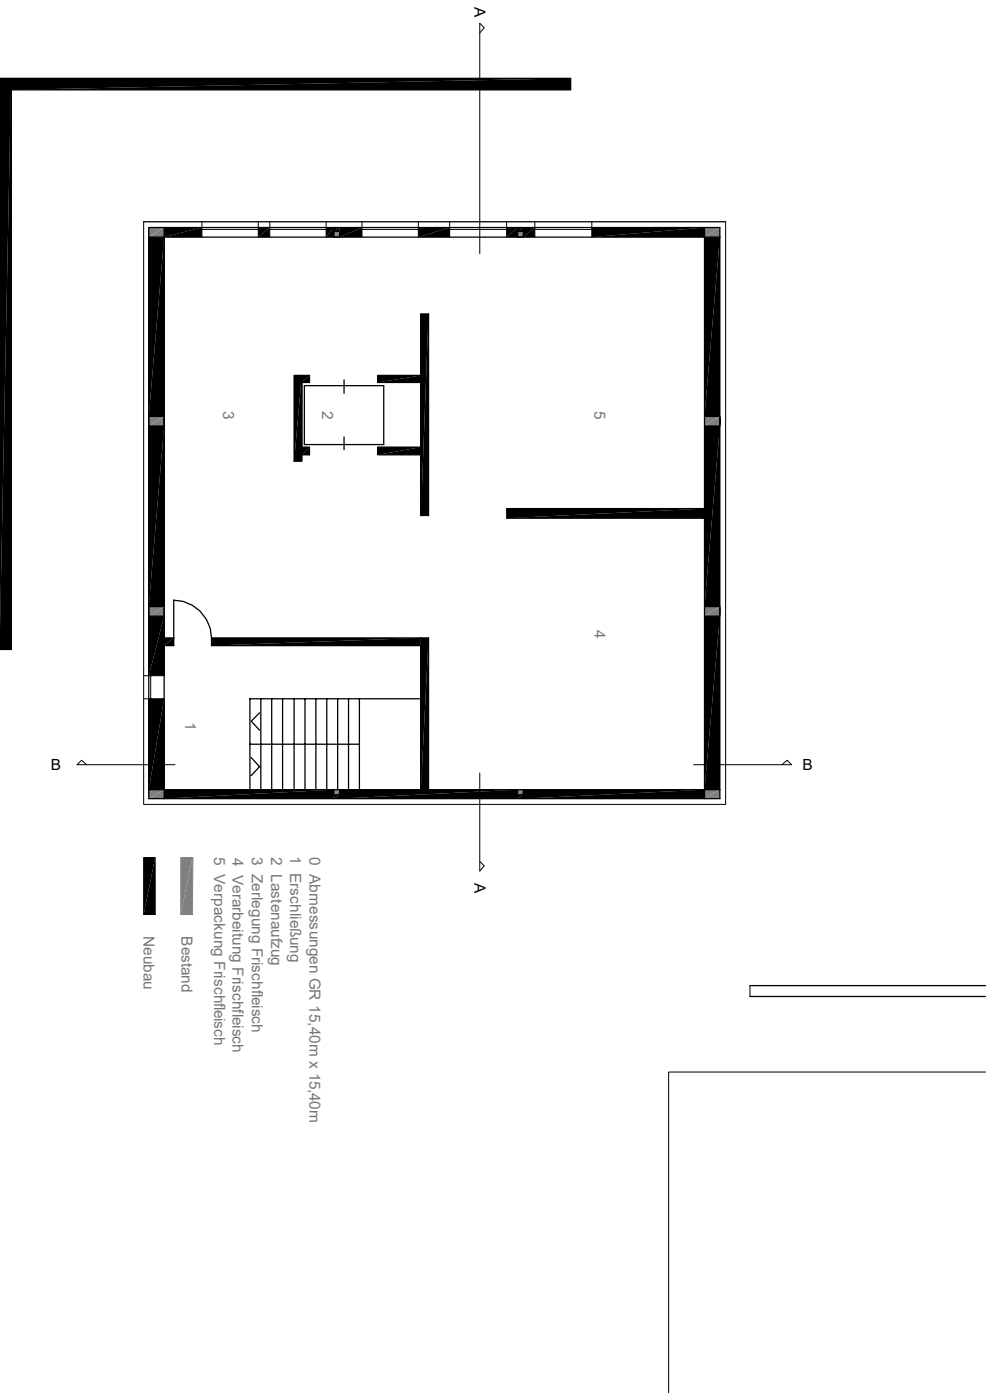 A
3
2
5
4
1
B
B
A
0 Abmessungen GR 15,40m x 15,40m
1 Erschließung
2 Lastenaufzug
3 Zerlegung Frischfleisch
4 Verarbeitung Frischfleisch
5 Verpackung Frischfleisch
Bestand
Neubau